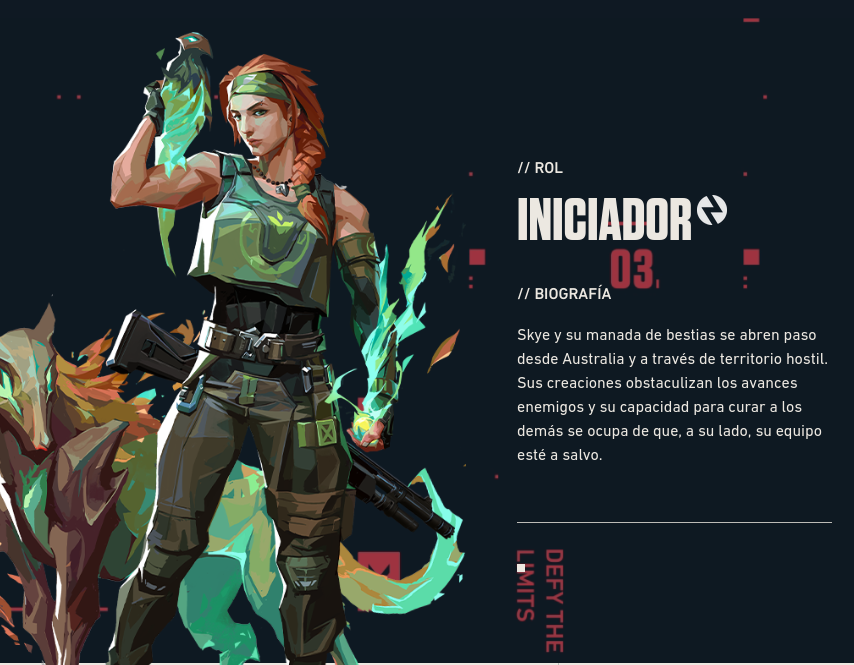 // ROL
INICIADOR
03
// BIOGRAFÍA
Skye y su manada de bestias se abren paso
desde Australia y a través de territorio hostil.
Sus creaciones obstaculizan los avances
enemigos y su capacidad para curar a los
demás se ocupa de que, a su lado, su equipo
esté a salvo.
DEFY THE
LIMITS